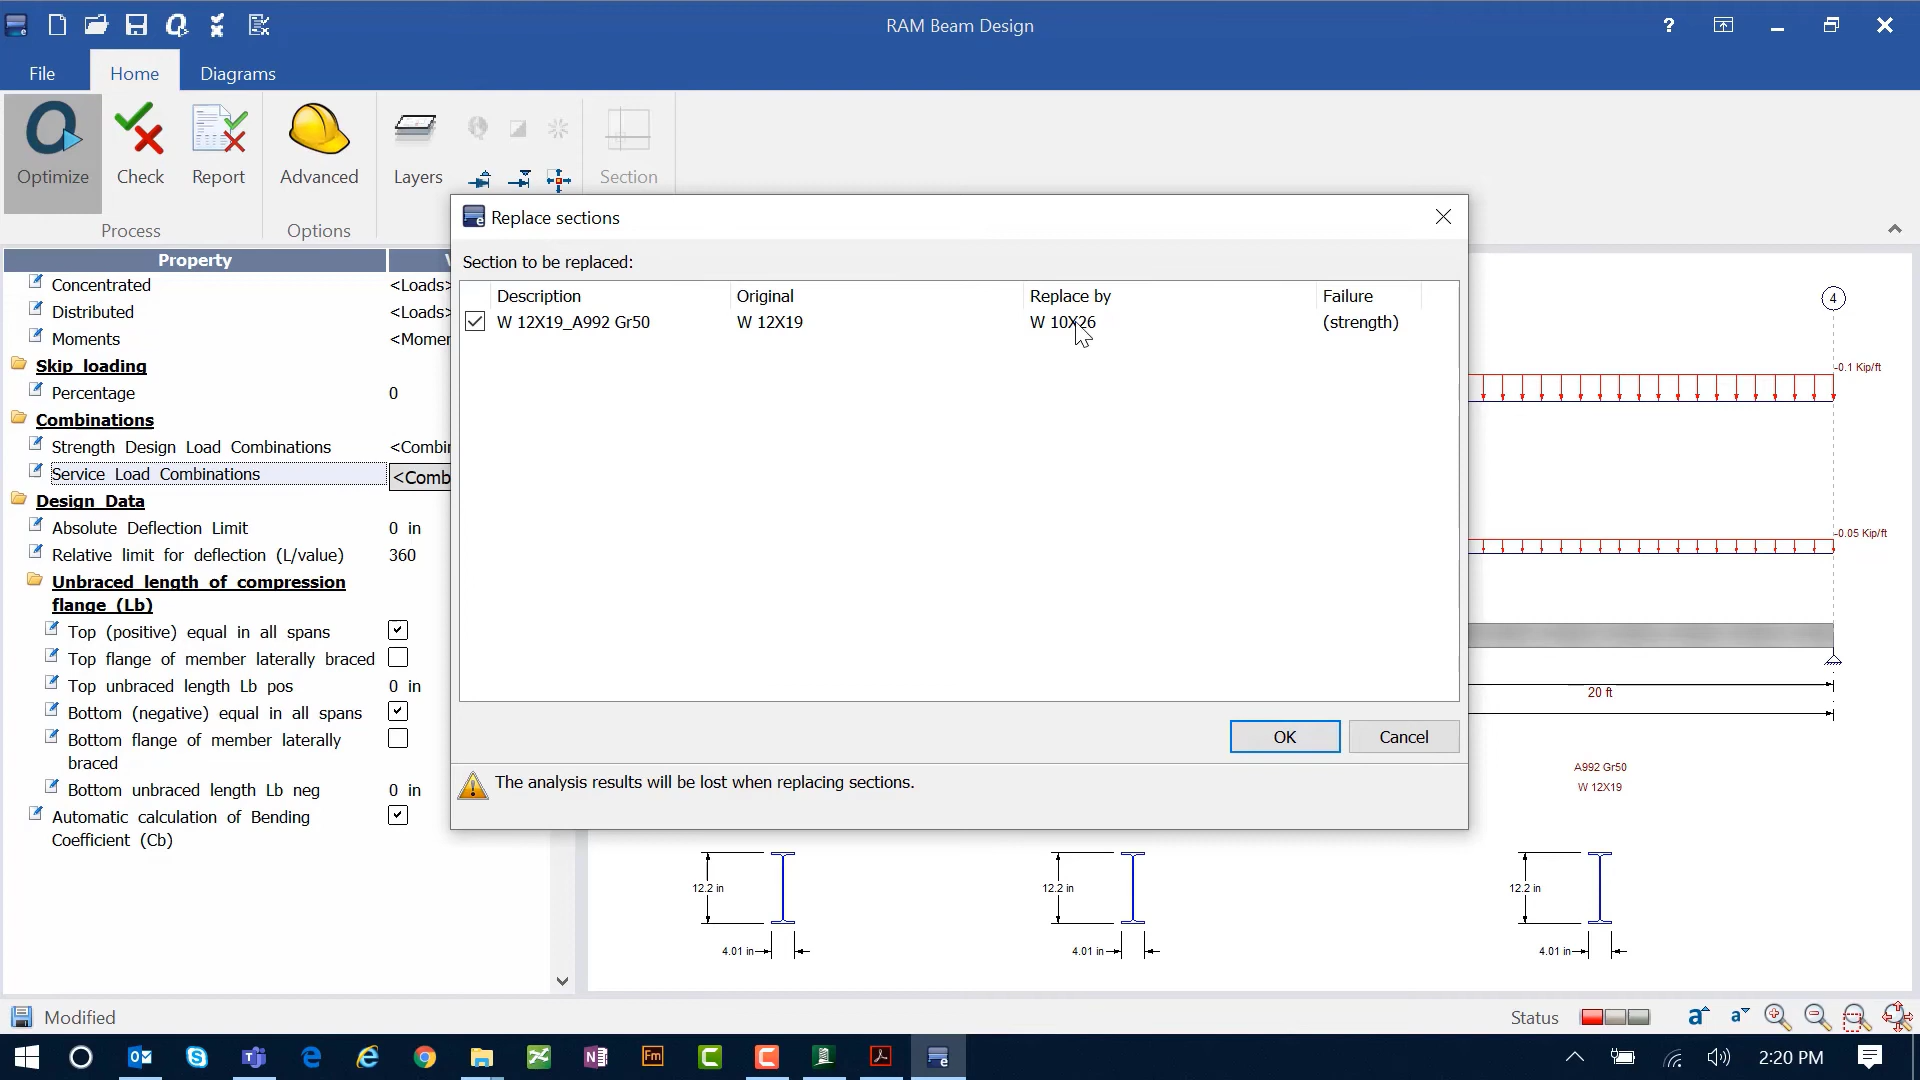 RAM Beam Design
?
File
Home
Diagrams
Optimize
Check
Report
Advanced
Layers
Section
Process
Options
Replace sections
Section to be replaced:
Description
Original
Replace by
Failure
W 12X19_A992 Gr50
W 12X19
W 10X26
(strength)
OK
Cancel
The analysis results will be lost when replacing sections.
Property
Concentrated
<Loads>
Distributed
<Loads>
Moments
<Momer
Skip loading
Percentage
0
Combinations
Strength Design Load Combinations
<Combin
Service Load Combinations
<Comb
Design Data
Absolute Deflection Limit
0 in
Relative limit for deflection (L/value)
360
Unbraced length of compression
flange (Lb)
Top (positive) equal in all spans
Top flange of member laterally braced
Top unbraced length Lb pos
0 in
Bottom (negative) equal in all spans
Bottom flange of member laterally
braced
Bottom unbraced length Lb neg
0 in
Automatic calculation of Bending
Coefficient (Cb)
4
-0.1 Kip/ft
-0.05 Kip/ft
20 ft
A992 Gr50
W 12X19
12.2 in
4.01 in
12.2 in
4.01 in
12.2 in
4.01 in
Modified
Status
a
a
2:20 PM